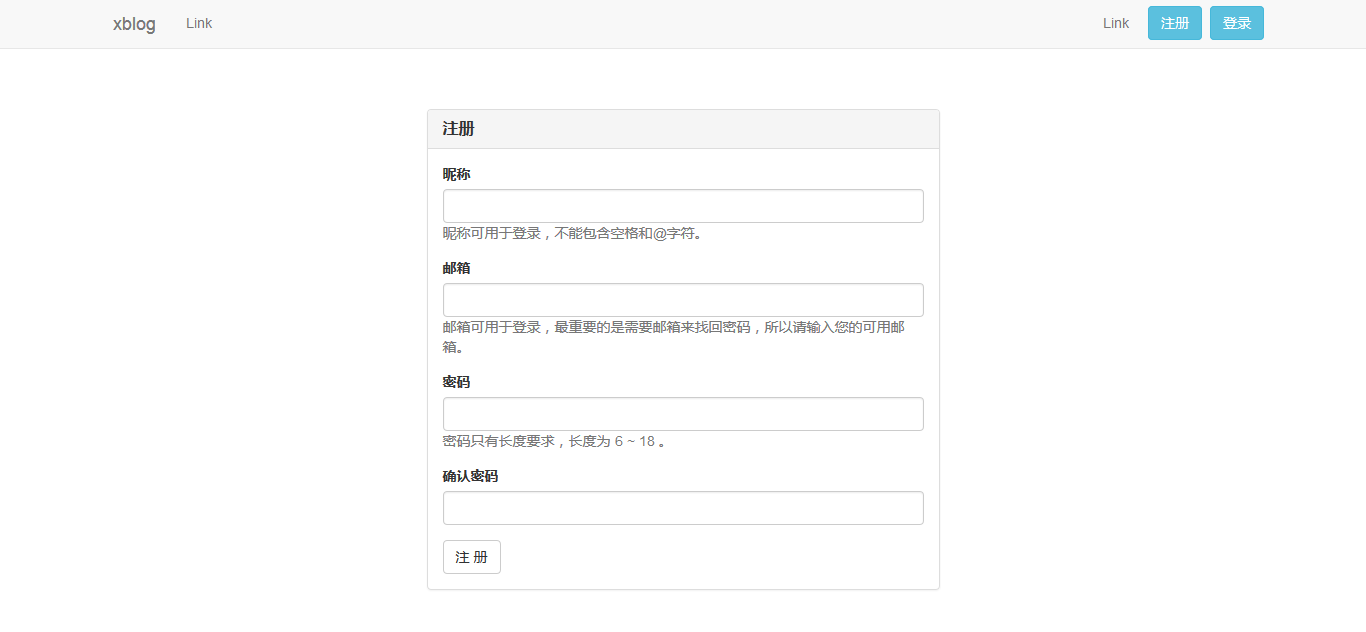 xblog Link Link 注册 登录
注册
昵称
昵称可用于登录，不能包含空格和@字符。
邮箱
邮箱可用于登录，最重要的是需要邮箱来找回密码，所以请输入您的可用邮
箱。
密码
密码只有长度要求，长度为 6 ~ 18 。
确认密码
注 册